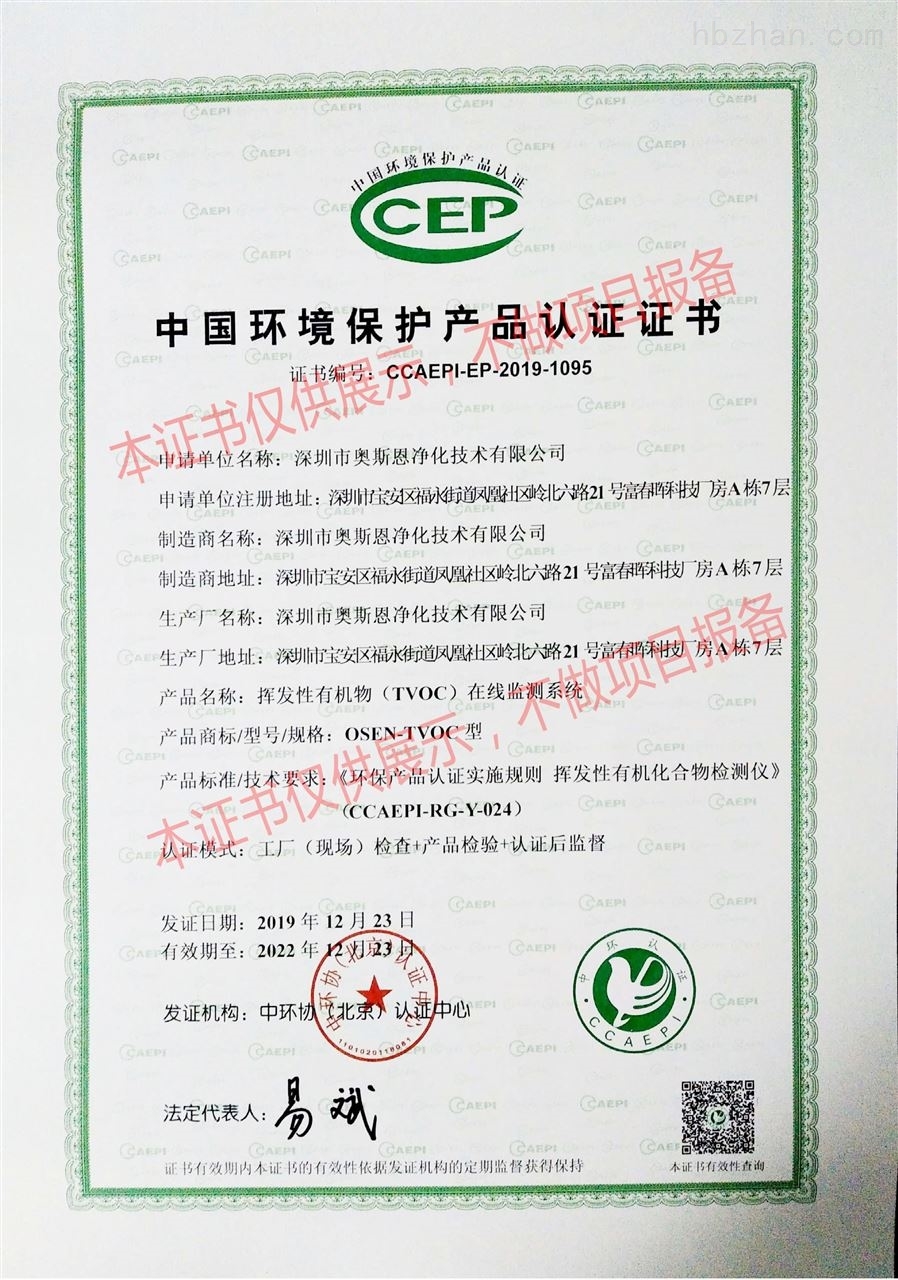 hbzhan.com
中国环境保护产品认证
CEP
中国环境保护产品认证证书
证书编号：CCAEPI-EP-2019-1095
本证书仅供展示，不做项目报备
申请单位名称：深圳市奥斯恩净化技术有限公司
申请单位注册地址：深圳市宝安区福永街道凤凰社区岭北六路21号富春晖科技厂房A栋7层
制造商名称：深圳市奥斯恩净化技术有限公司
制造商地址：深圳市宝安区福永街道凤凰社区岭北六路21号富春晖科技厂房A栋7层
生产厂名称：深圳市奥斯恩净化技术有限公司
生产厂地址：深圳市宝安区福永街道凤凰社区岭北六路21号富春晖科技厂房A栋7层
产品名称：挥发性有机物（TVOC）在线监测系统
产品商标/型号/规格：OSEN-TVOC型
产品标准/技术要求：《环保产品认证实施规则 挥发性有机化合物检测仪》
（CCAEPI-RG-Y-024）
本证书仅供展示，不做项目报备
认证模式：工厂（现场）检查+产品检验+认证后监督
发证日期：2019年12月23日
有效期至：2022年12月23日
发证机构：中环协（北京）认证中心
中环协（北京）认证中心
1101020118081
中环认证
CCAEPI
法定代表人：易斌
证书有效期内本证书的有效性依据发证机构的定期监督获得保持
本证书有效性查询